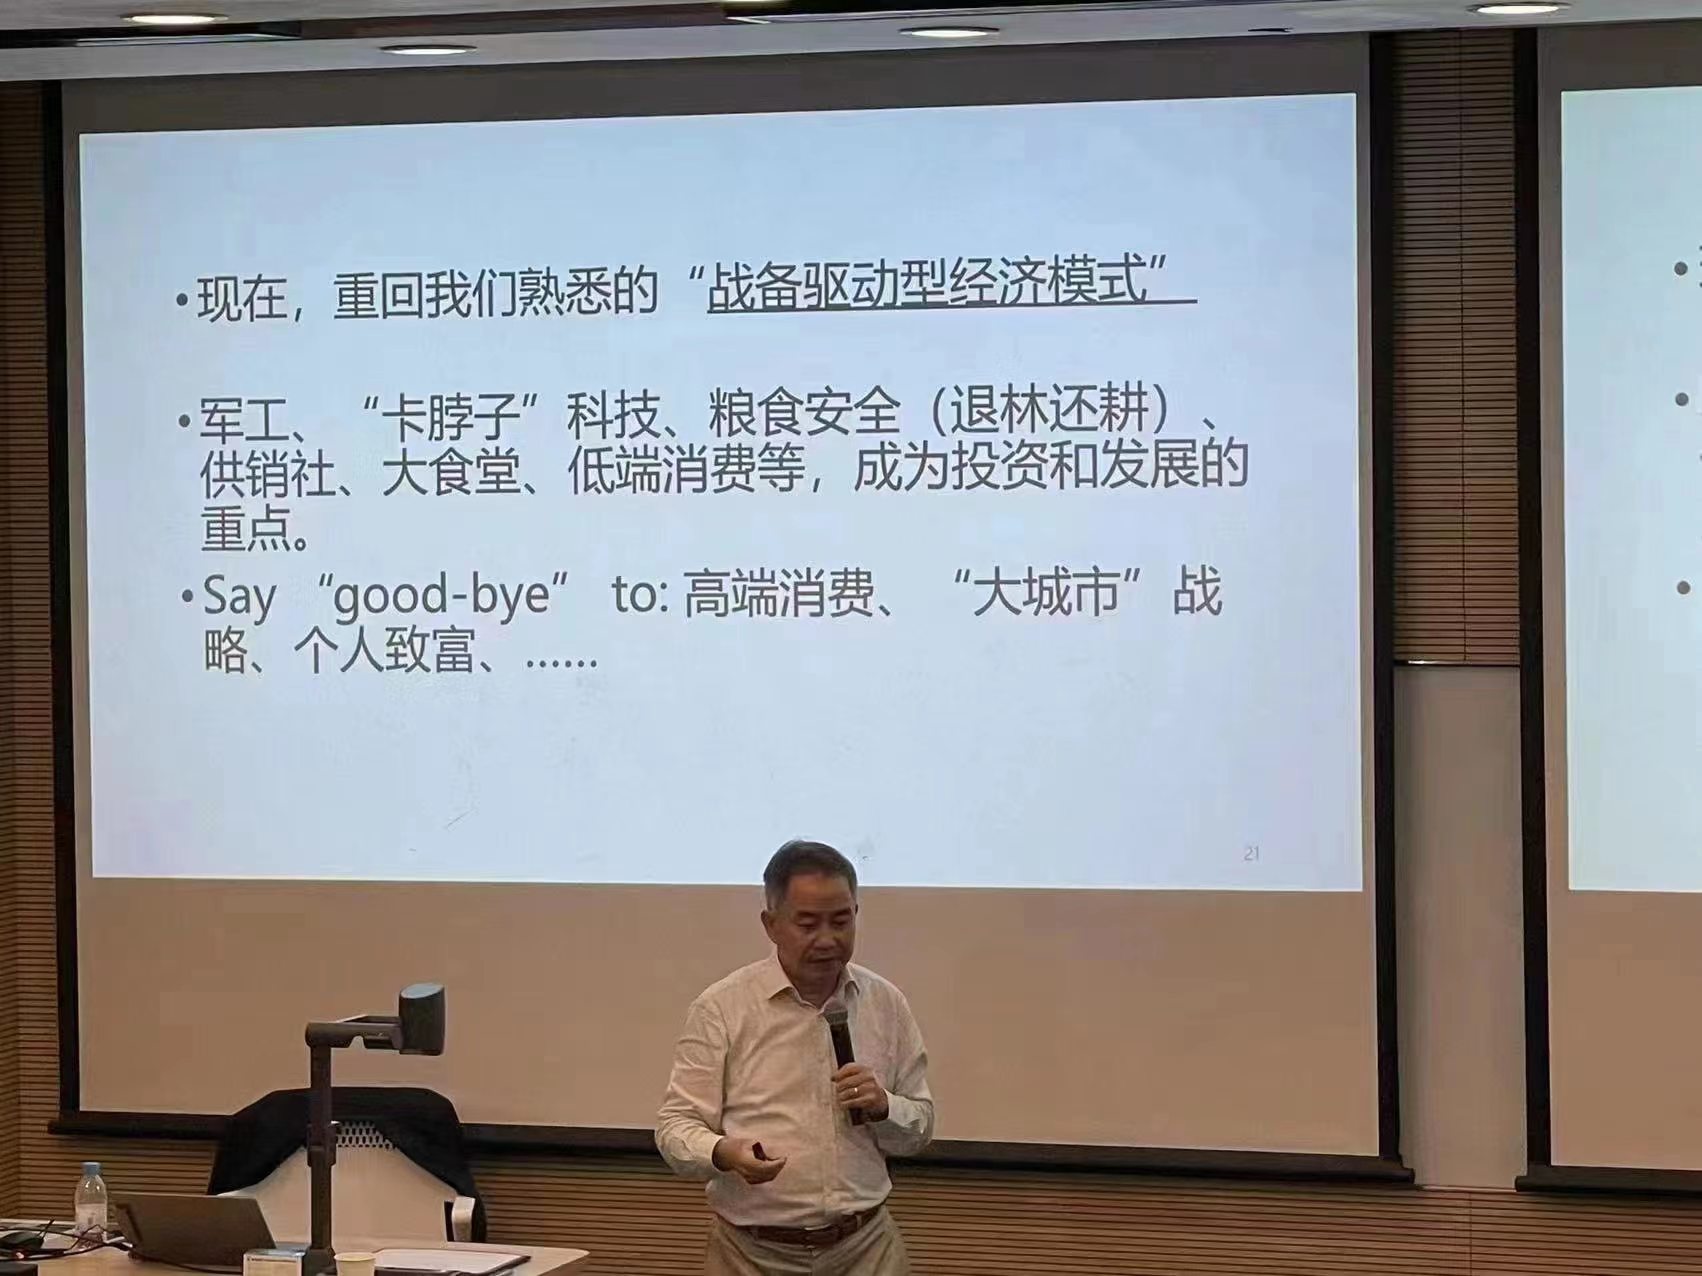 •现在，重回我们熟悉的“战备驱动型经济模式”
•军工、“卡脖子”科技、粮食安全（退林还耕）、
供销社、大食堂、低端消费等，成为投资和发展的
重点。
•Say “good-bye” to: 高端消费、“大城市”战
略、个人致富、……
21